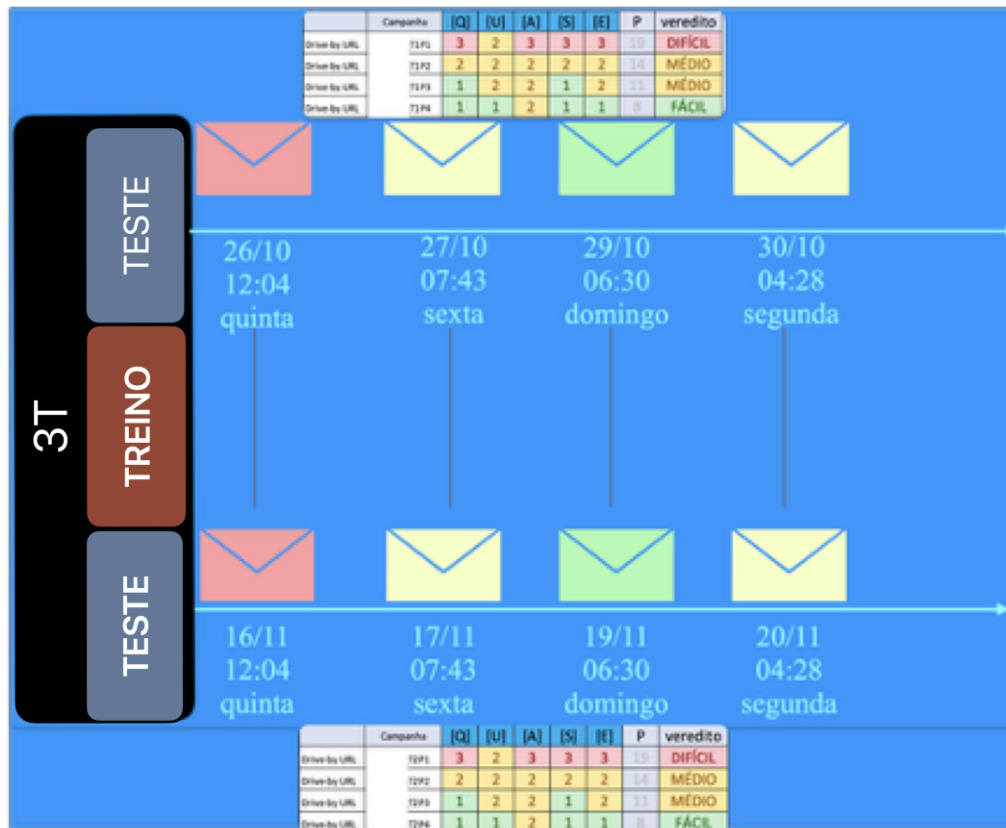 Campanha [Q] [U] [A] [S] [E] P veredito
Drive-by URL T1P1 3 2 3 3 3 19 DIFÍCIL
Drive-by URL T1P2 2 2 2 2 2 14 MÉDIO
Drive-by URL T1P3 1 2 2 1 2 11 MÉDIO
Drive-by URL T1P4 1 1 2 1 1 8 FÁCIL
3T
TESTE
26/10 27/10 29/10 30/10
12:04 07:43 06:30 04:28
quinta sexta domingo segunda
TREINO
TESTE
16/11 17/11 19/11 20/11
12:04 07:43 06:30 04:28
quinta sexta domingo segunda
Campanha [Q] [U] [A] [S] [E] P veredito
Drive-by URL T2P1 3 2 3 3 3 19 DIFÍCIL
Drive-by URL T2P2 2 2 2 2 2 14 MÉDIO
Drive-by URL T2P3 1 2 2 1 2 11 MÉDIO
Drive-by URL T2P4 1 1 2 1 1 8 FÁCIL